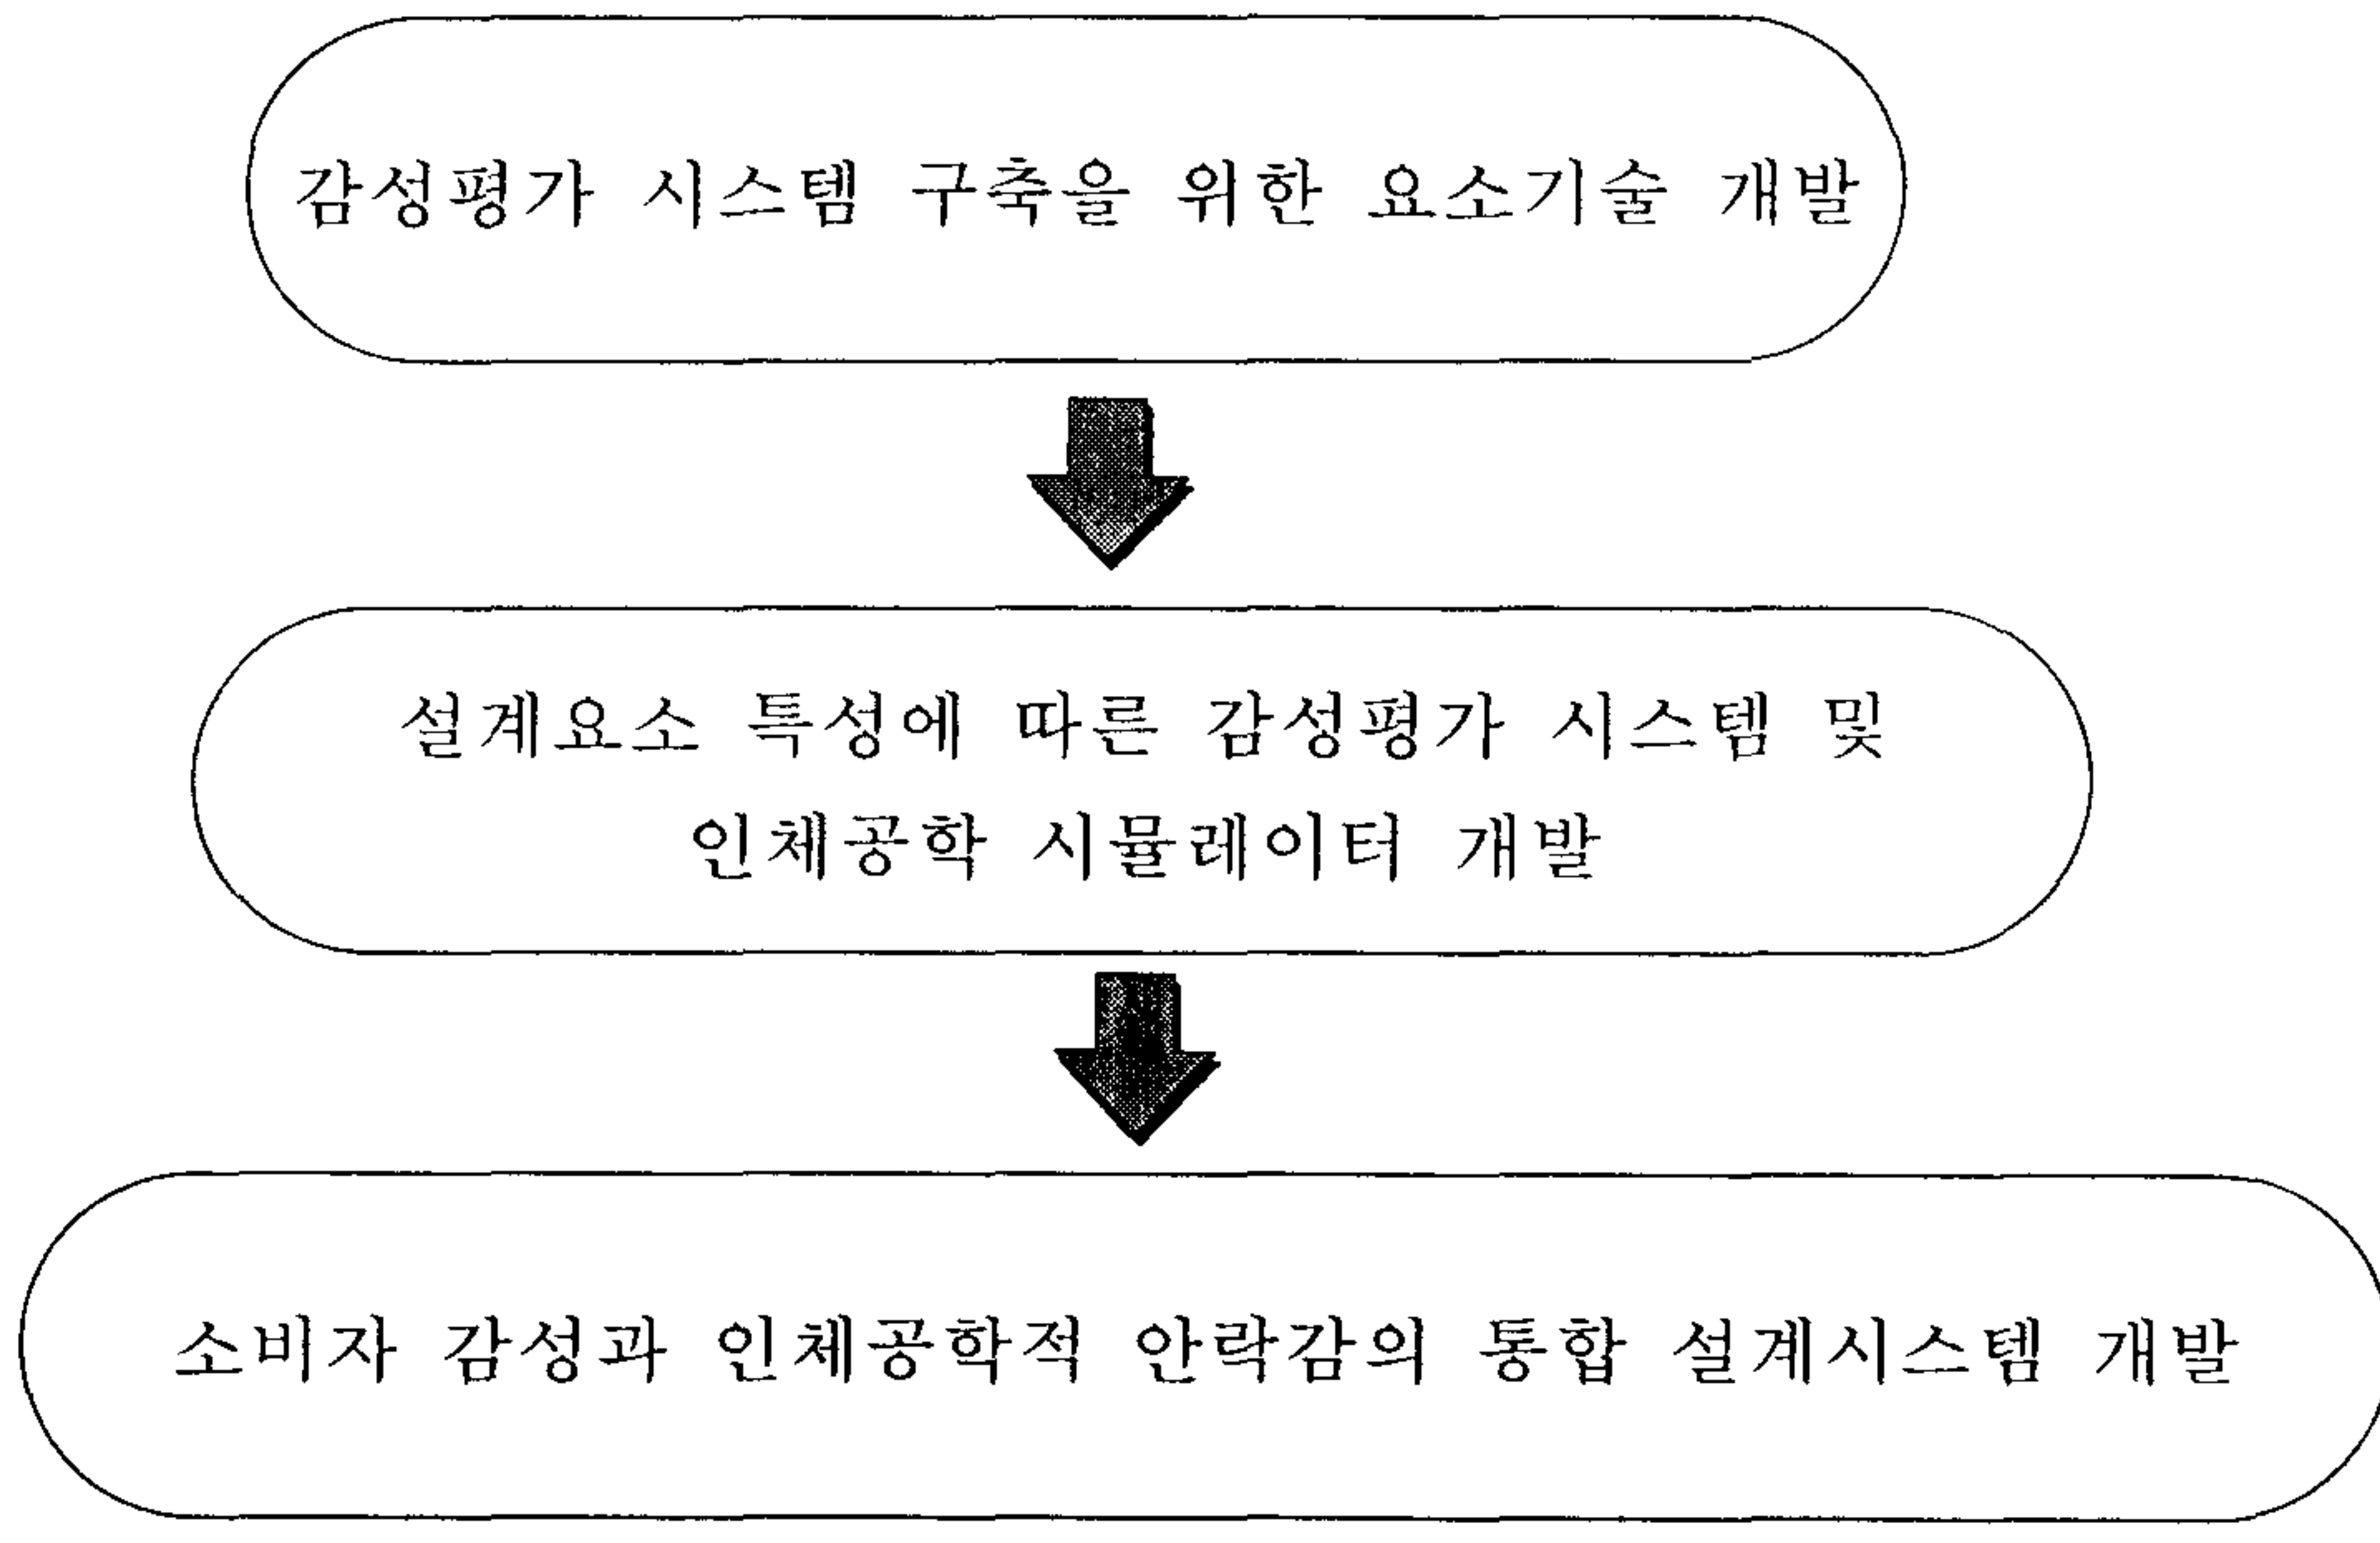 감성평가 시스템 구축을 위한 요소기술 개발
설계요소 특성에 따른 감성평가 시스템 및
인체공학 시뮬레이터 개발
소비자 감성과 인체공학적 안락감의 통합 설계시스템 개발